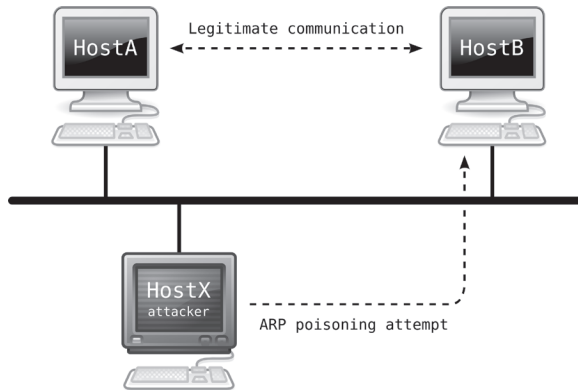 Legitimate communication
HostA
HostB
HostX
attacker
ARP poisoning attempt